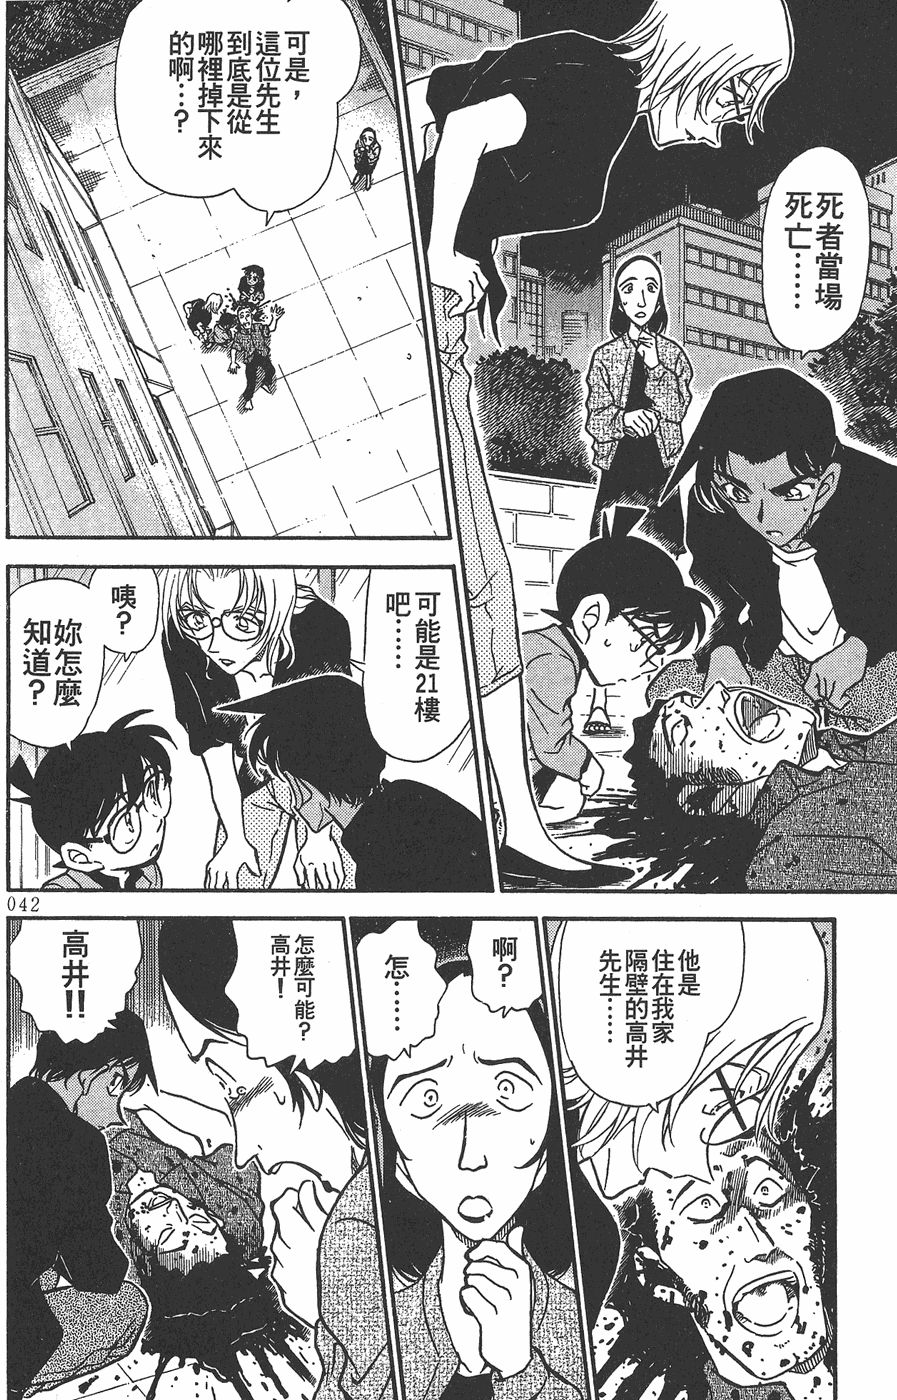 死者當場
死亡……
可是，
這位先生
到底是從
哪裡掉下來
的啊…？
可能是21樓
吧……
咦？
妳怎麼
知道？
042
他是
住在我家
隔壁的高井
先生……
啊？
怎……
怎麼可能？
高井！
高井!!